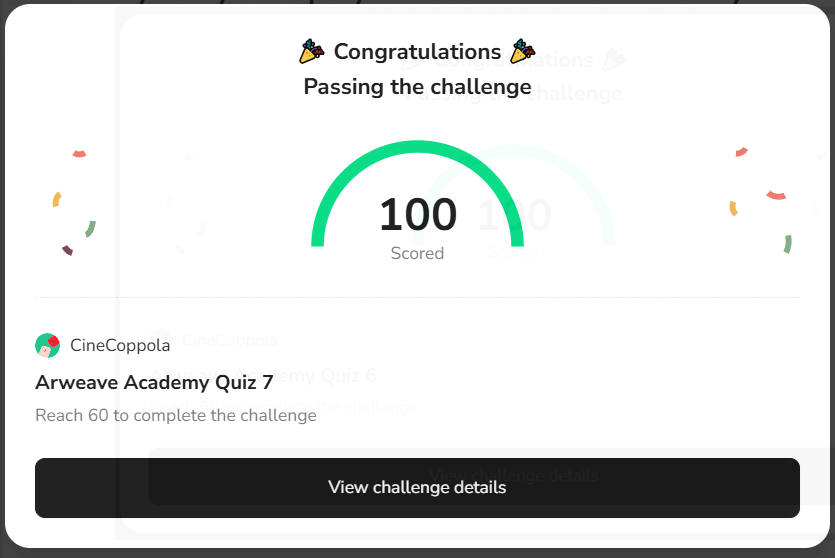 Congratulations
Passing the challenge
100
Scored
CineCoppola
Arweave Academy Quiz 7
Reach 60 to complete the challenge
View challenge details